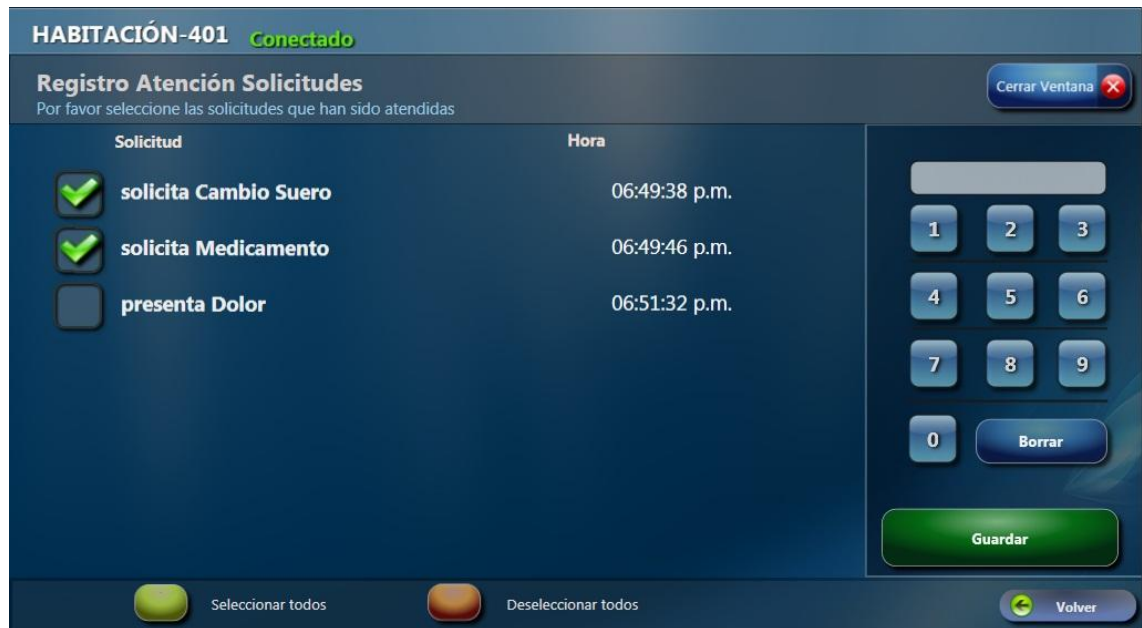 HABITACIÓN-401 Conectado
Registro Atención Solicitudes
Por favor seleccione las solicitudes que han sido atendidas
Cerrar Ventana
Solicitud Hora
solicita Cambio Suero 06:49:38 p.m.
solicita Medicamento 06:49:46 p.m.
presenta Dolor 06:51:32 p.m.
1 2 3
4 5 6
7 8 9
0 Borrar
Guardar
Seleccionar todos Deseleccionar todos Volver